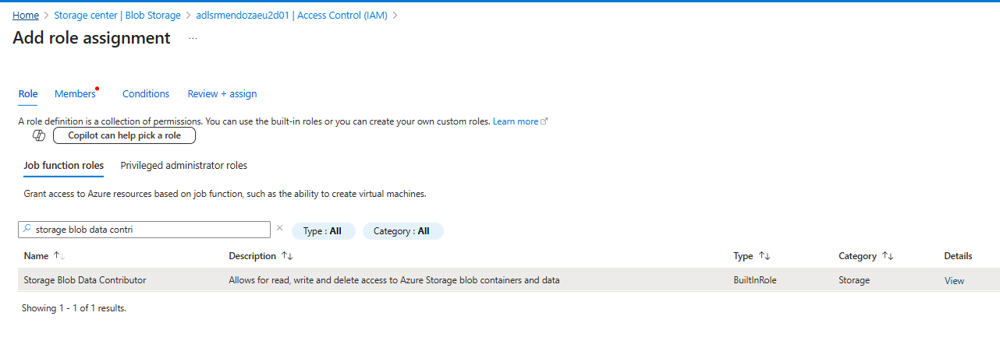 Home > Storage center | Blob Storage > adlsrmendozaeu2d01 | Access Control (IAM) >
Add role assignment ...
Role Members Conditions Review + assign
A role definition is a collection of permissions. You can use the built-in roles or you can create your own custom roles. Learn more
Copilot can help pick a role
Job function roles Privileged administrator roles
Grant access to Azure resources based on job function, such as the ability to create virtual machines.
storage blob data contri × Type : All Category : All
Name ↑↓ Description ↑↓ Type ↑↓ Category ↑↓ Details
Storage Blob Data Contributor Allows for read, write and delete access to Azure Storage blob containers and data BuiltInRole Storage View
Showing 1 - 1 of 1 results.